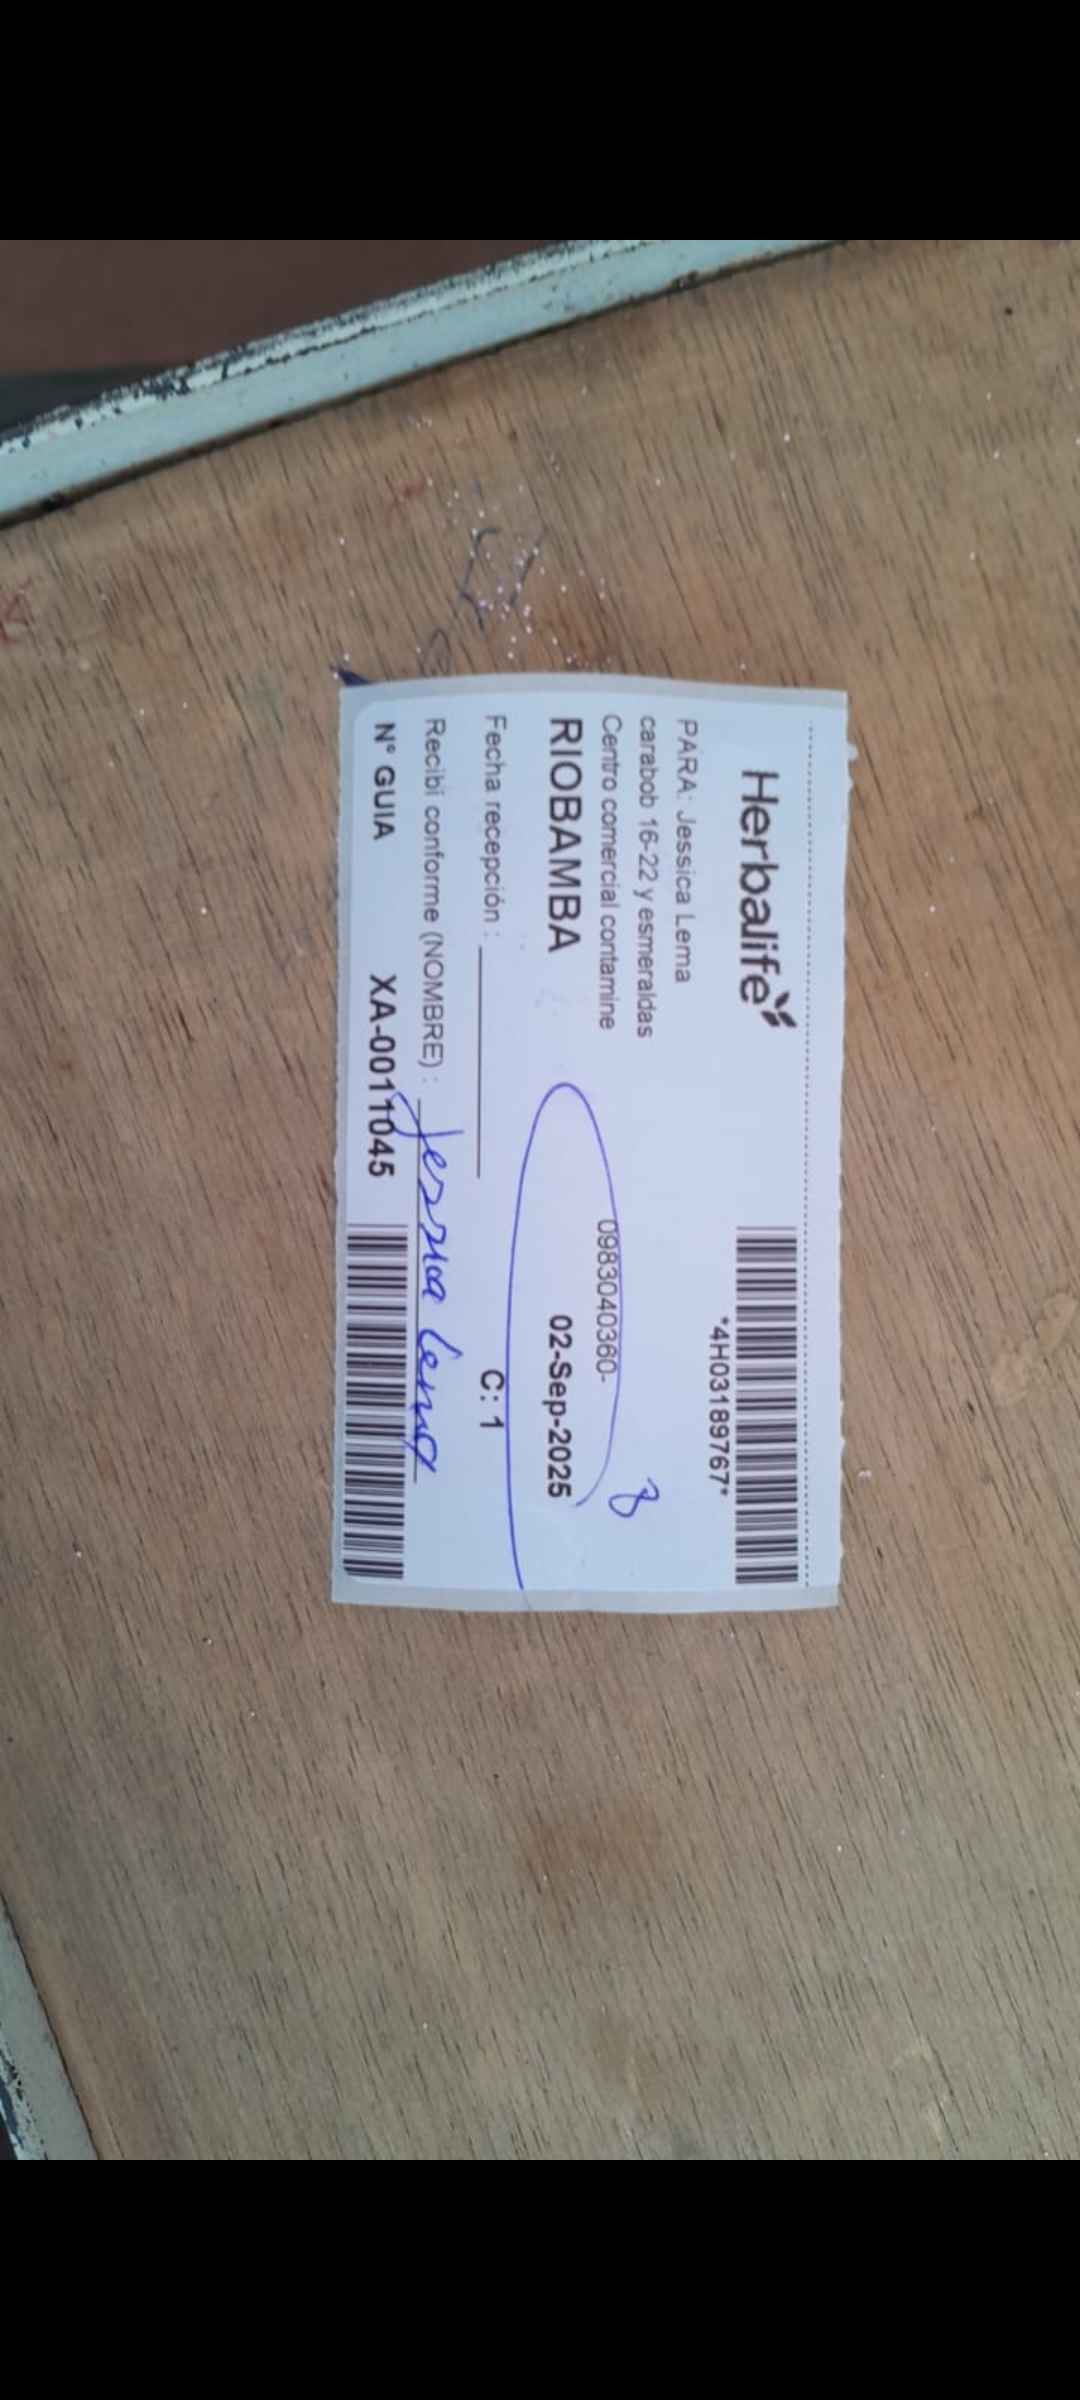 Herbalife
*4H03189767*
PARA: Jessica Lema
carabob 16-22 y esmeraldas
8
Centro comercial contamine 0983040360-
RIOBAMBA 02-Sep-2025
Fecha recepción : C: 1
Recibi conforme (NOMBRE) : Jessica Lema
N° GUIA XA-0011045